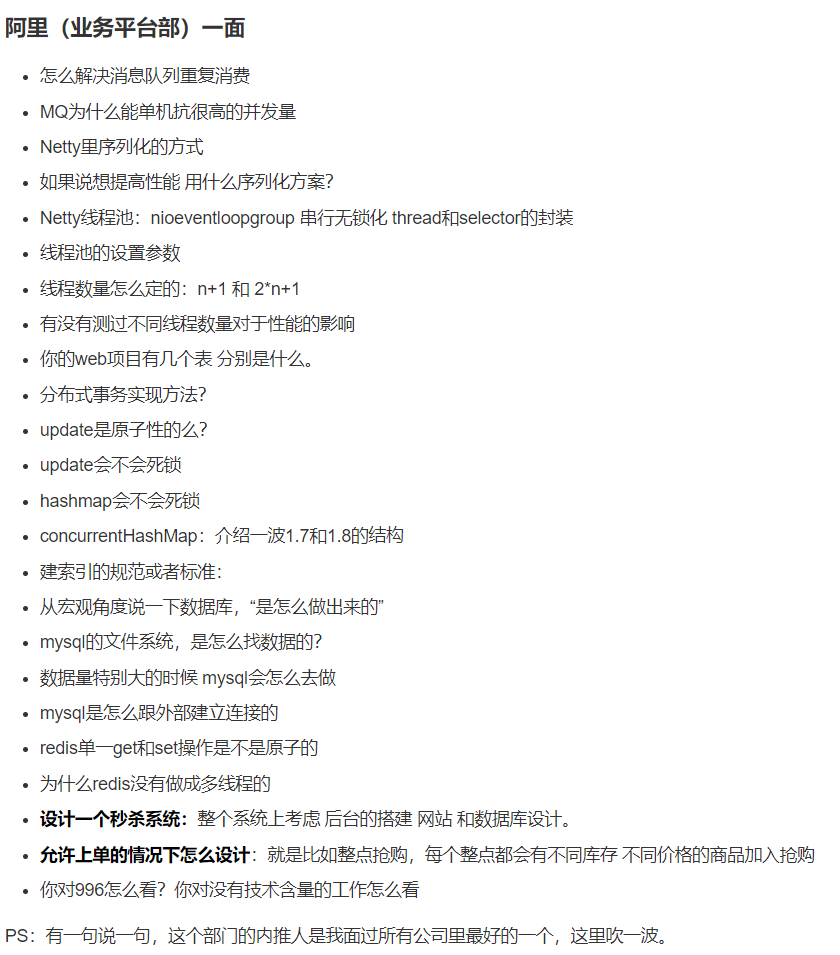 阿里（业务平台部）一面
怎么解决消息队列重复消费
MQ为什么能单机抗很高的并发量
Netty里序列化的方式
如果说想提高性能 用什么序列化方案？
Netty线程池：nioeventloopgroup 串行无锁化 thread和selector的封装
线程池的设置参数
线程数量怎么定的：n+1 和 2*n+1
有没有测过不同线程数量对于性能的影响
你的web项目有几个表 分别是什么。
分布式事务实现方法？
update是原子性的么？
update会不会死锁
hashmap会不会死锁
concurrentHashMap：介绍一波1.7和1.8的结构
建索引的规范或者标准：
从宏观角度说一下数据库，“是怎么做出来的”
mysql的文件系统，是怎么找数据的？
数据量特别大的时候 mysql会怎么去做
mysql是怎么跟外部建立连接的
redis单一get和set操作是不是原子的
为什么redis没有做成多线程的
设计一个秒杀系统：整个系统上考虑 后台的搭建 网站 和数据库设计。
允许上单的情况下怎么设计：就是比如整点抢购，每个整点都会有不同库存 不同价格的商品加入抢购
你对996怎么看？你对没有技术含量的工作怎么看
PS：有一句说一句，这个部门的内推人是我面过所有公司里最好的一个，这里吹一波。